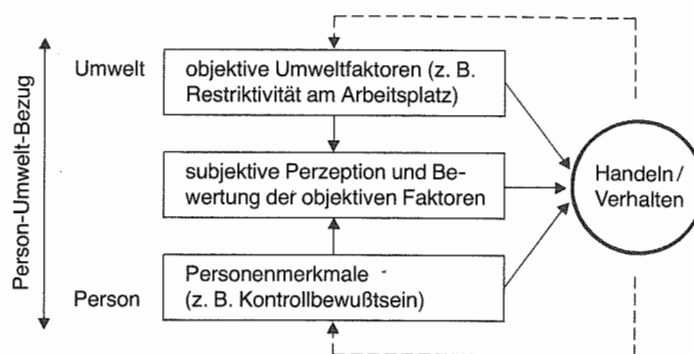 Person-Umwelt-Bezug
Umwelt
objektive Umweltfaktoren (z. B.
Restriktivität am Arbeitsplatz)
subjektive Perzeption und Be-
wertung der objektiven Faktoren
Handeln/
Verhalten
Person
Personenmerkmale
(z. B. Kontrollbewußtsein)